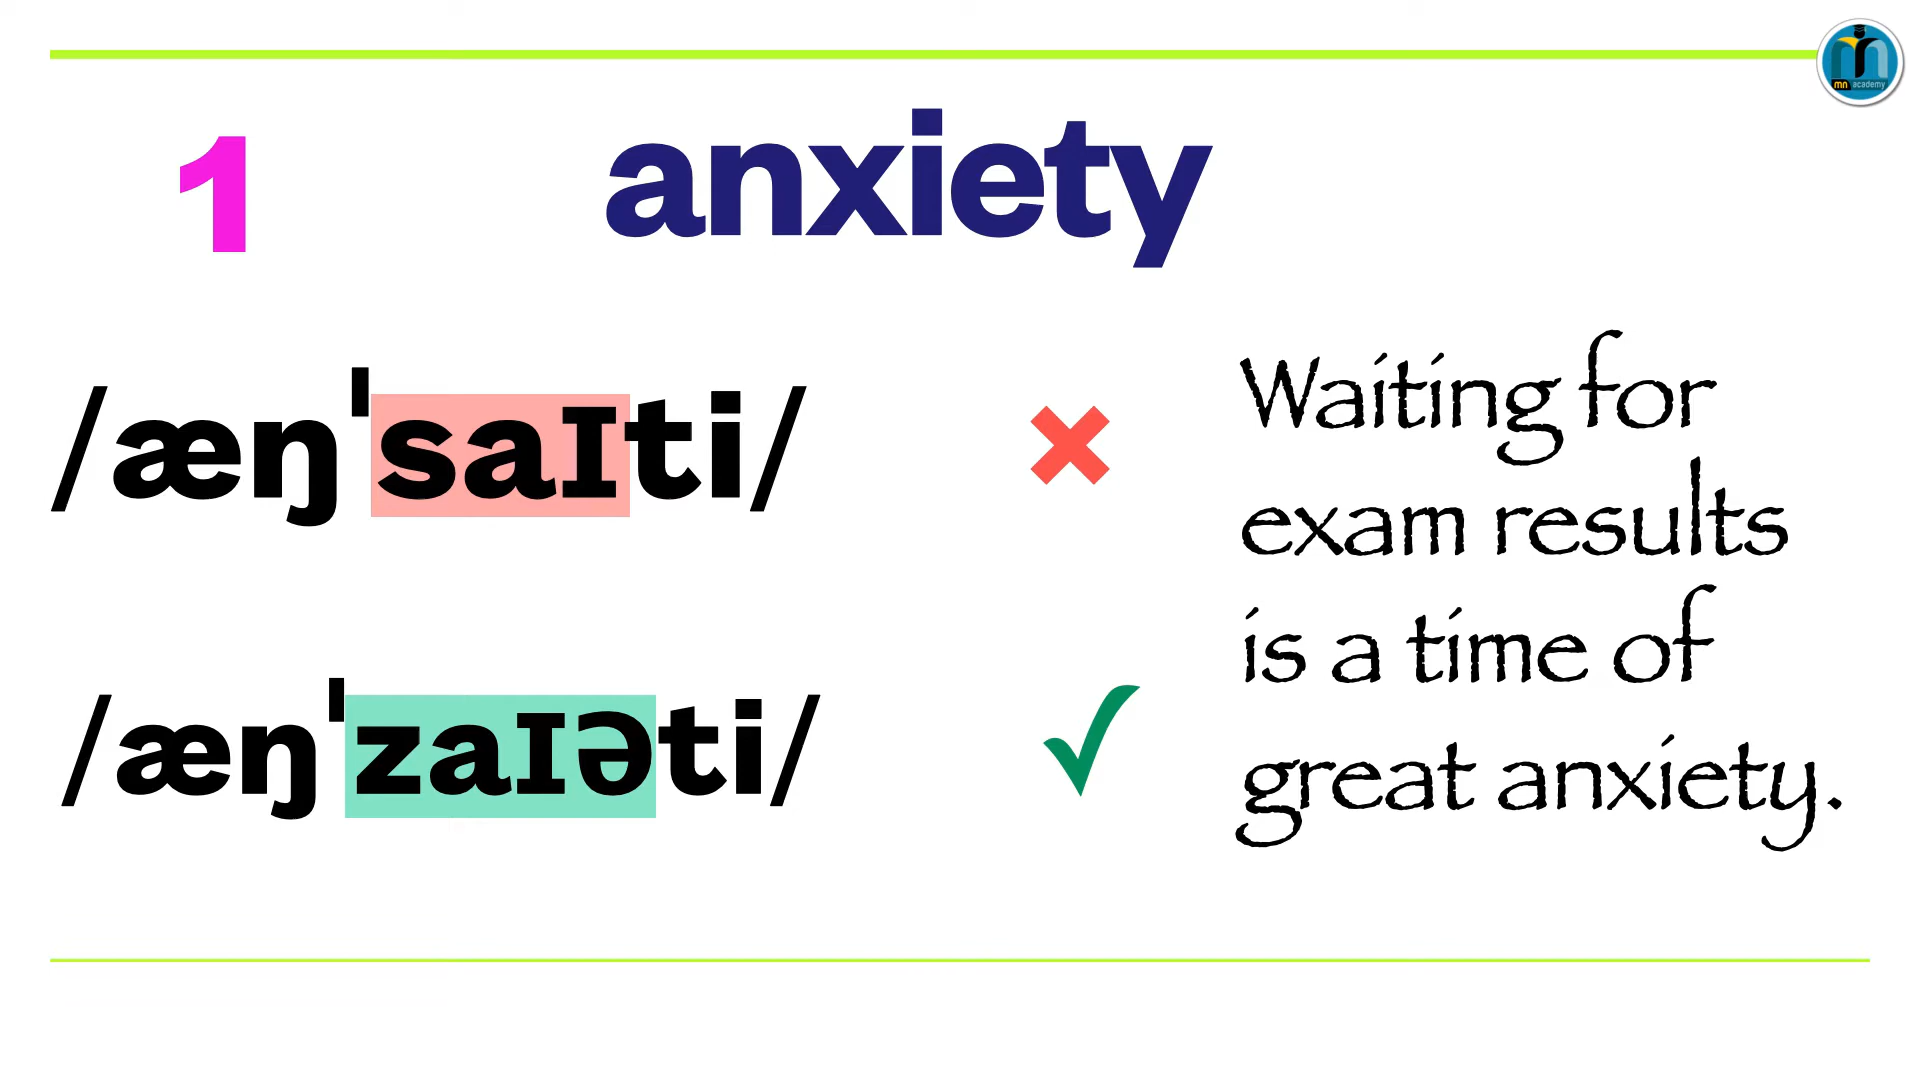 mn academy
1
anxiety
/æŋˈsaɪti/
/æŋˈzaɪəti/
Waiting for
exam results
is a time of
great anxiety.